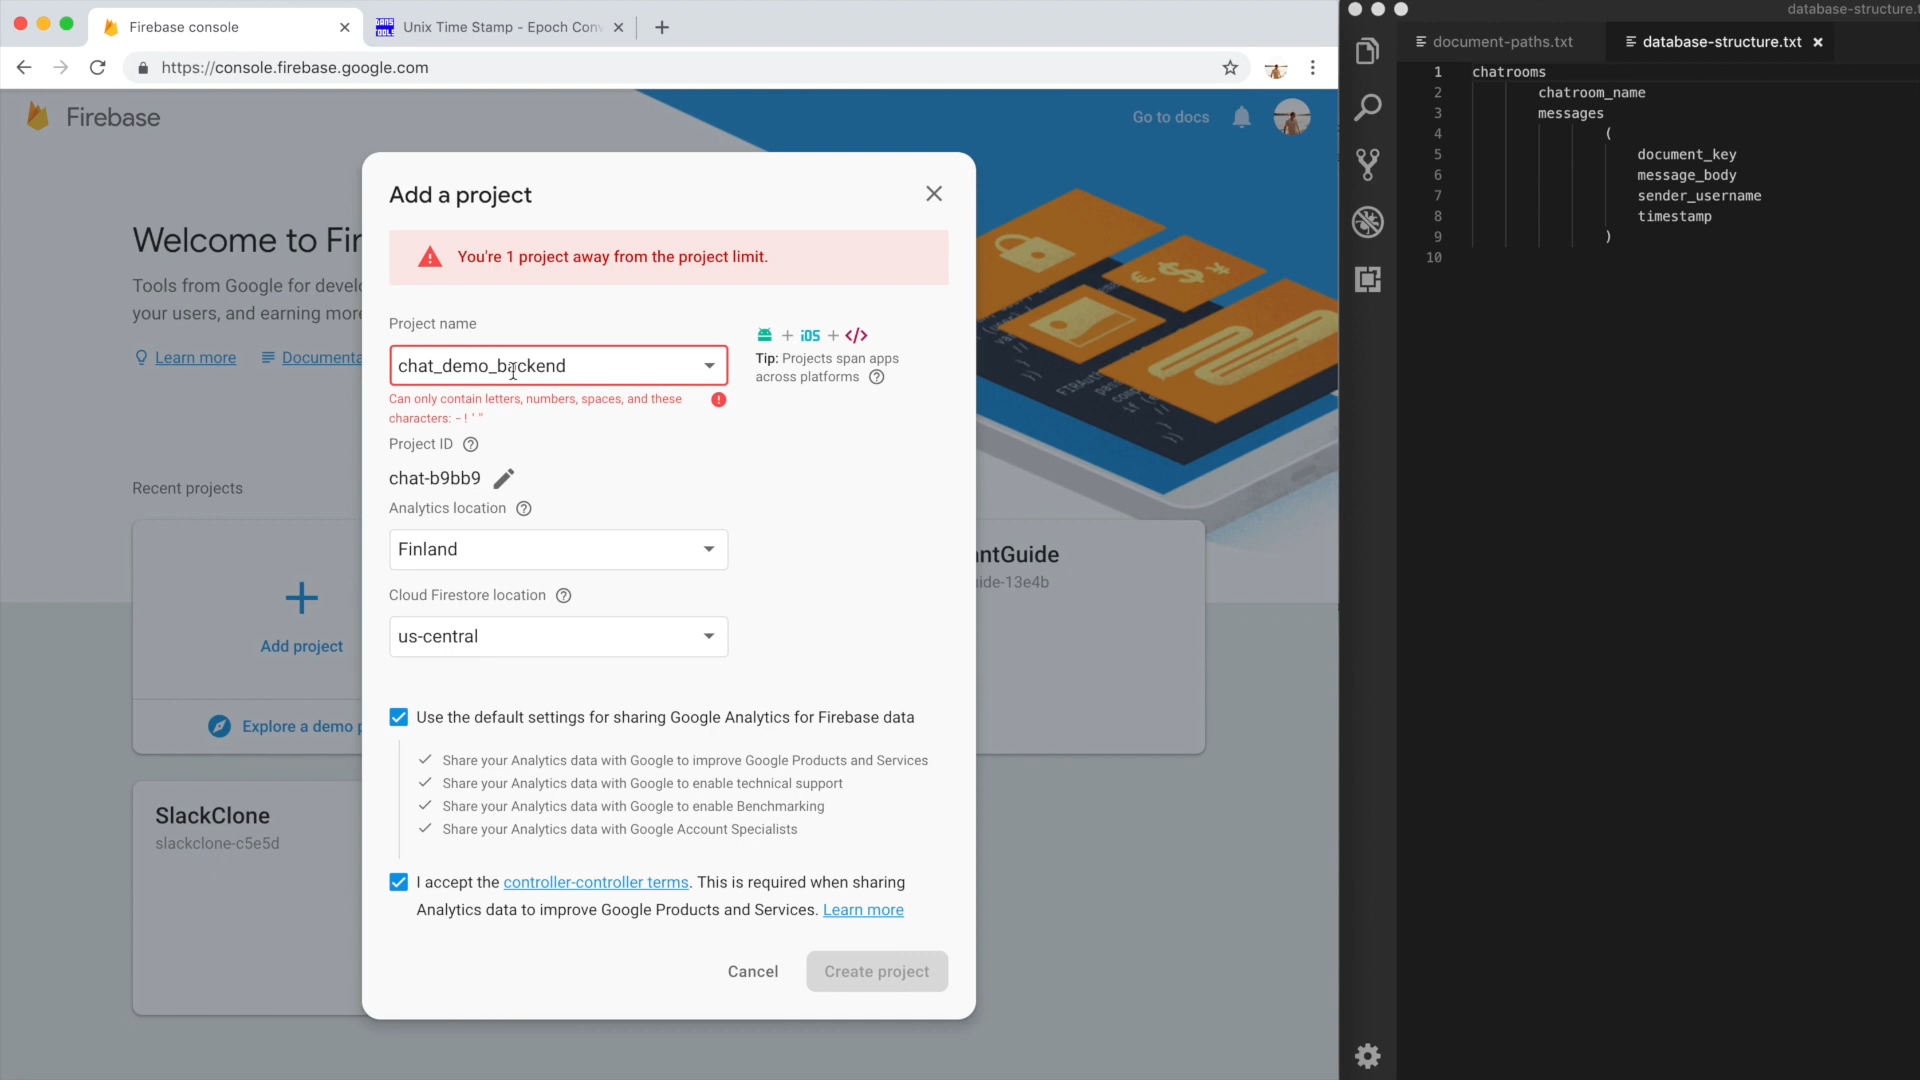 Firebase console
Unix Time Stamp - Epoch Con
https://console.firebase.google.com
Firebase
Go to docs
Welcome to Fir
Tools from Google for devel
your users, and earning mor
Learn more
Documenta
Recent projects
Add project
Explore a demo p
SlackClone
slackclone-c5e5d
ntGuide
ide-13e4b
Add a project
You're 1 project away from the project limit.
Project name
chat_demo_backend
Can only contain letters, numbers, spaces, and these
characters: - ! ' "
+ iOS + </>
Tip: Projects span apps
across platforms
Project ID
chat-b9bb9
Analytics location
Finland
Cloud Firestore location
us-central
Use the default settings for sharing Google Analytics for Firebase data
Share your Analytics data with Google to improve Google Products and Services
Share your Analytics data with Google to enable technical support
Share your Analytics data with Google to enable Benchmarking
Share your Analytics data with Google Account Specialists
I accept the controller-controller terms. This is required when sharing
Analytics data to improve Google Products and Services. Learn more
Cancel
Create project
database-structure.t
document-paths.txt
database-structure.txt
1 chatrooms
2 chatroom_name
3 messages
4 (
5 document_key
6 message_body
7 sender_username
8 timestamp
9 )
10